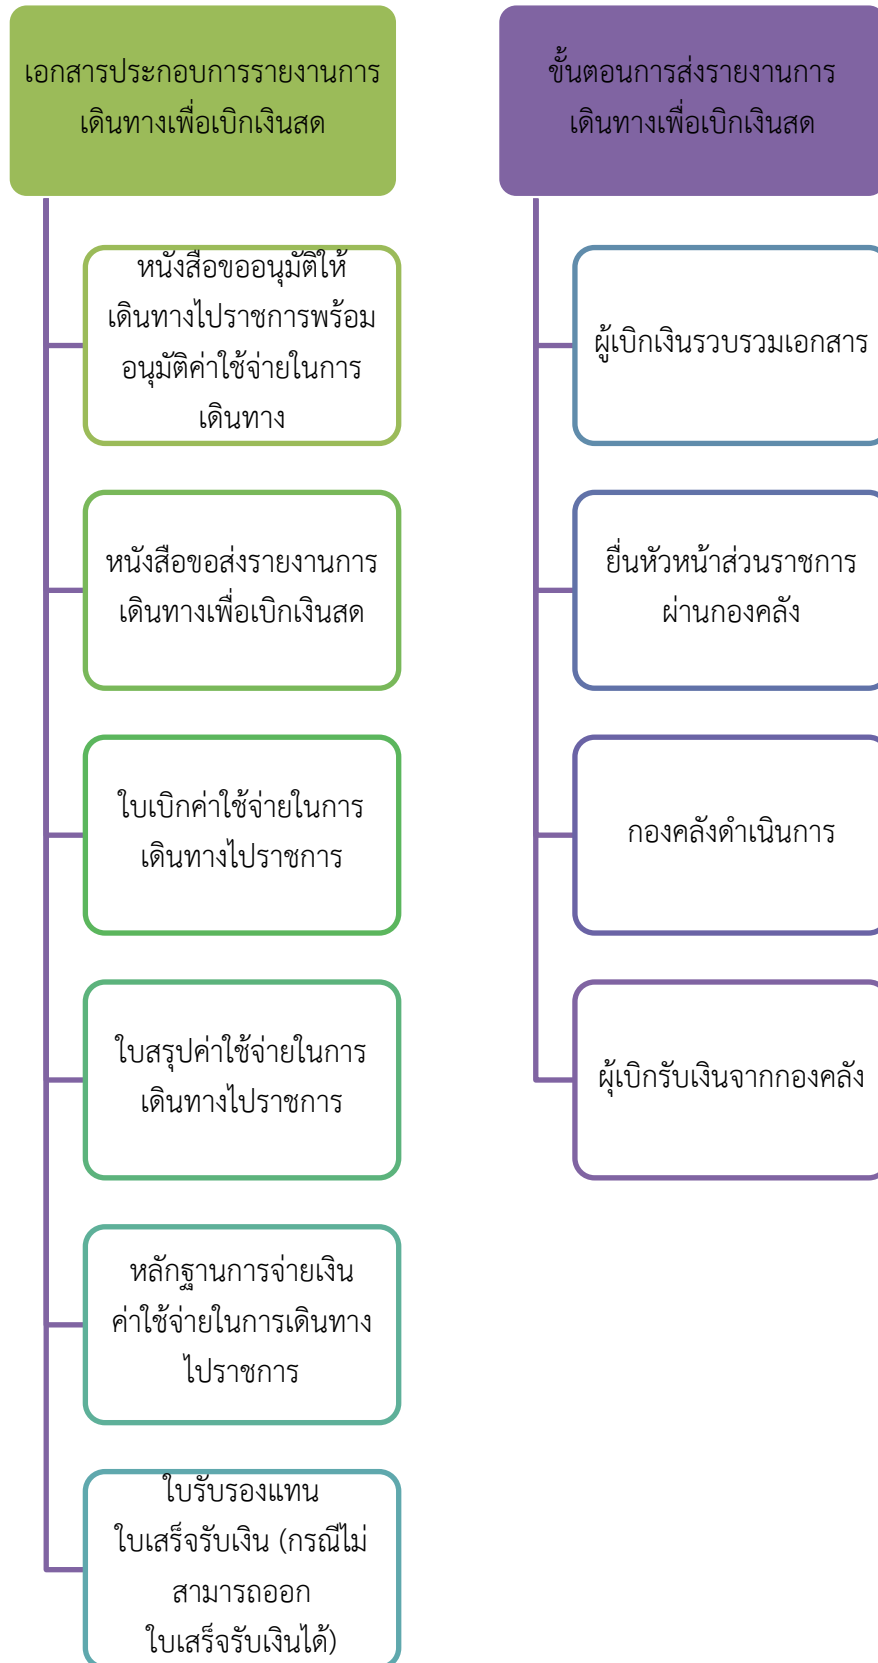 เอกสารประกอบการรายงานการ
เดินทางเพื่อเบิกเงินสด
หนังสือขออนุมัติให้
เดินทางไปราชการพร้อม
อนุมัติค่าใช้จ่ายในการ
เดินทาง
หนังสือขอส่งรายงานการ
เดินทางเพื่อเบิกเงินสด
ใบเบิกค่าใช้จ่ายในการ
เดินทางไปราชการ
ใบสรุปค่าใช้จ่ายในการ
เดินทางไปราชการ
หลักฐานการจ่ายเงิน
ค่าใช้จ่ายในการเดินทาง
ไปราชการ
ใบรับรองแทน
ใบเสร็จรับเงิน (กรณีไม่
สามารถออก
ใบเสร็จรับเงินได้)
ขั้นตอนการส่งรายงานการ
เดินทางเพื่อเบิกเงินสด
ผู้เบิกเงินรวบรวมเอกสาร
ยื่นหัวหน้าส่วนราชการ
ผ่านกองคลัง
กองคลังดำเนินการ
ผุ้เบิกรับเงินจากกองคลัง